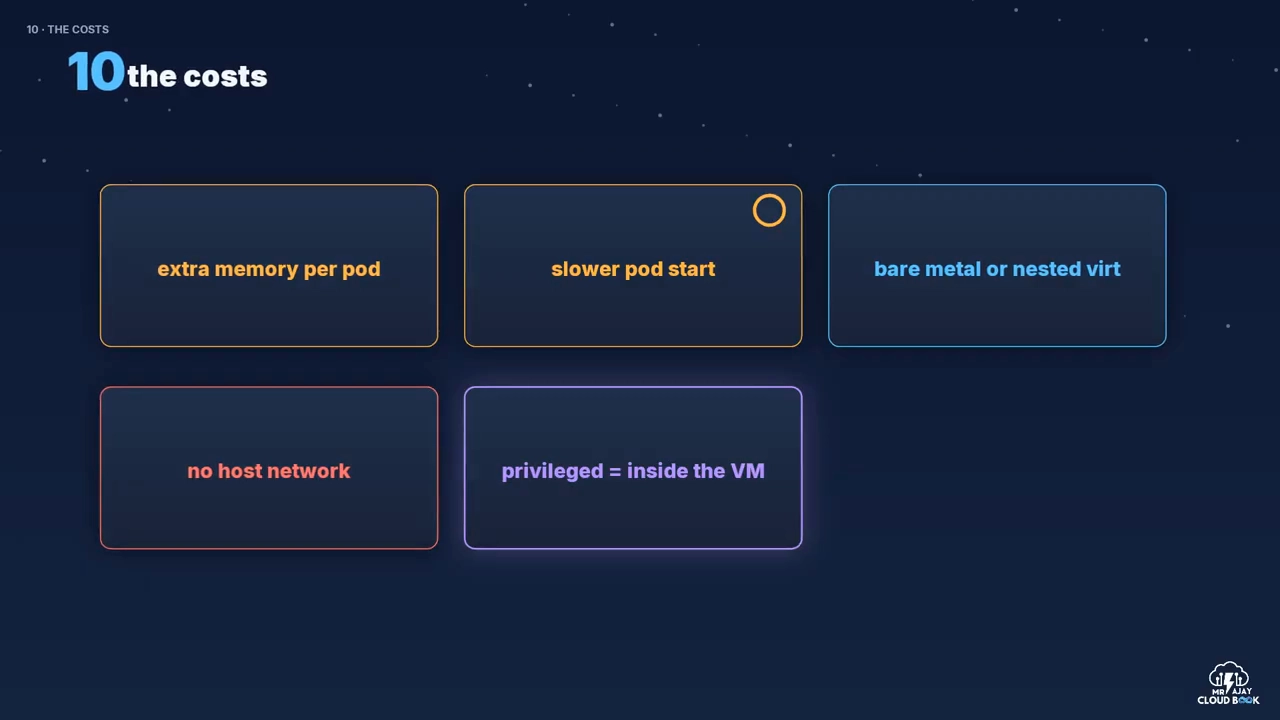 10 · THE COSTS
10 the costs
extra memory per pod
slower pod start
bare metal or nested virt
no host network
privileged = inside the VM
MR AJAY
CLOUD BOOK